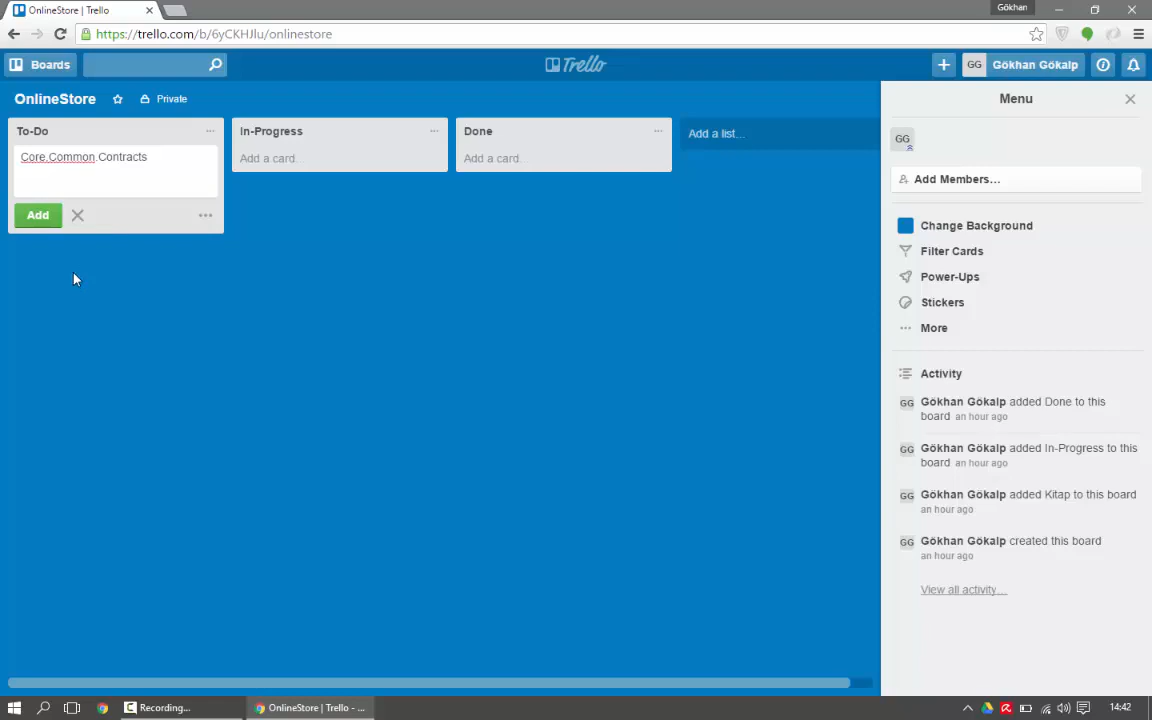 OnlineStore | Trello
Gökhan
https://trello.com/b/6yCKHJlu/onlinestore
Boards
Trello
GG
Gökhan Gökalp
OnlineStore
Private
To-Do
Core.Common.Contracts
Add
In-Progress
Add a card...
Done
Add a card...
Add a list...
Menu
GG
Add Members…
Change Background
Filter Cards
Power-Ups
Stickers
More
Activity
GG
Gökhan Gökalp added Done to this
board an hour ago
GG
Gökhan Gökalp added In-Progress to this
board an hour ago
GG
Gökhan Gökalp added Kitap to this board
an hour ago
GG
Gökhan Gökalp created this board
an hour ago
View all activity…
Recording...
OnlineStore | Trello - ...
14:42